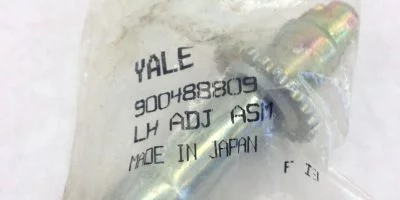 YALE
900488809
LH ADJ ASM
MADE IN JAPAN